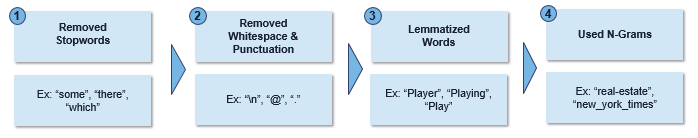 1
Removed
Stopwords
Ex: “some”, “there”,
“which”
2
Removed
Whitespace &
Punctuation
Ex: “\n”, “@”, “.”
3
Lemmatized
Words
Ex: “Player”, “Playing”,
“Play”
4
Used N-Grams
Ex: “real-estate”,
“new_york_times”